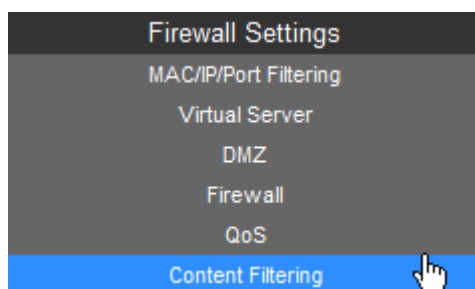 Firewall Settings
MAC/IP/Port Filtering
Virtual Server
DMZ
Firewall
QoS
Content Filtering